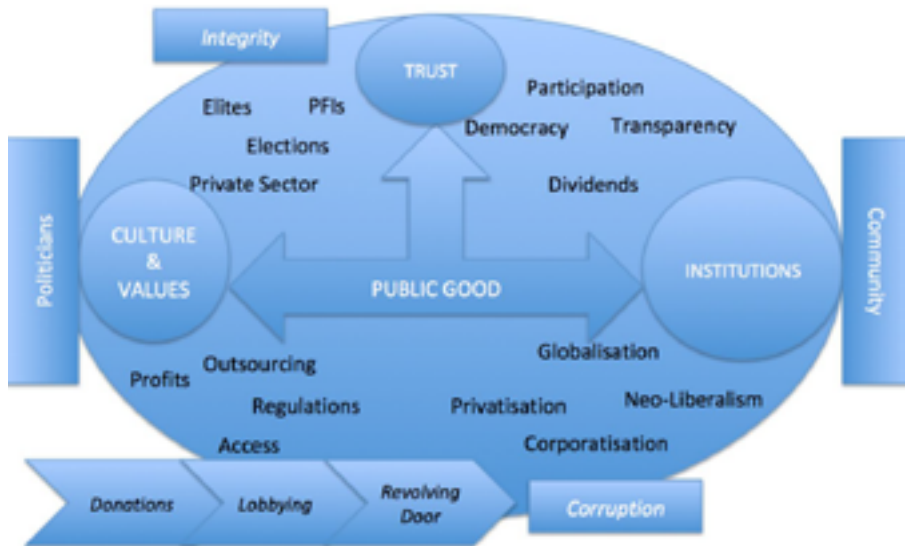 Integrity
TRUST
Participation
Elites
PFIs
Democracy
Transparency
Elections
Private Sector
Dividends
Politicians
CULTURE
&
VALUES
PUBLIC GOOD
INSTITUTIONS
Community
Globalisation
Outsourcing
Profits
Regulations
Privatisation
Neo-Liberalism
Access
Corporatisation
Donations
Lobbying
Revolving
Door
Corruption